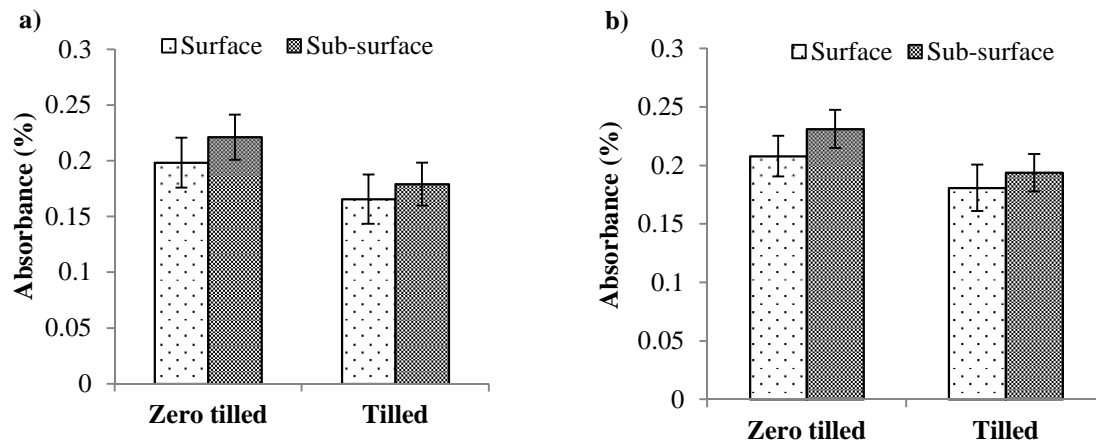 a)
Surface Sub-surface
Absorbance (%)
0.3
0.25
0.2
0.15
0.1
0.05
0
Zero tilled Tilled
b)
Surface Sub-surface
Absorbance (%)
0.3
0.25
0.2
0.15
0.1
0.05
0
Zero tilled Tilled